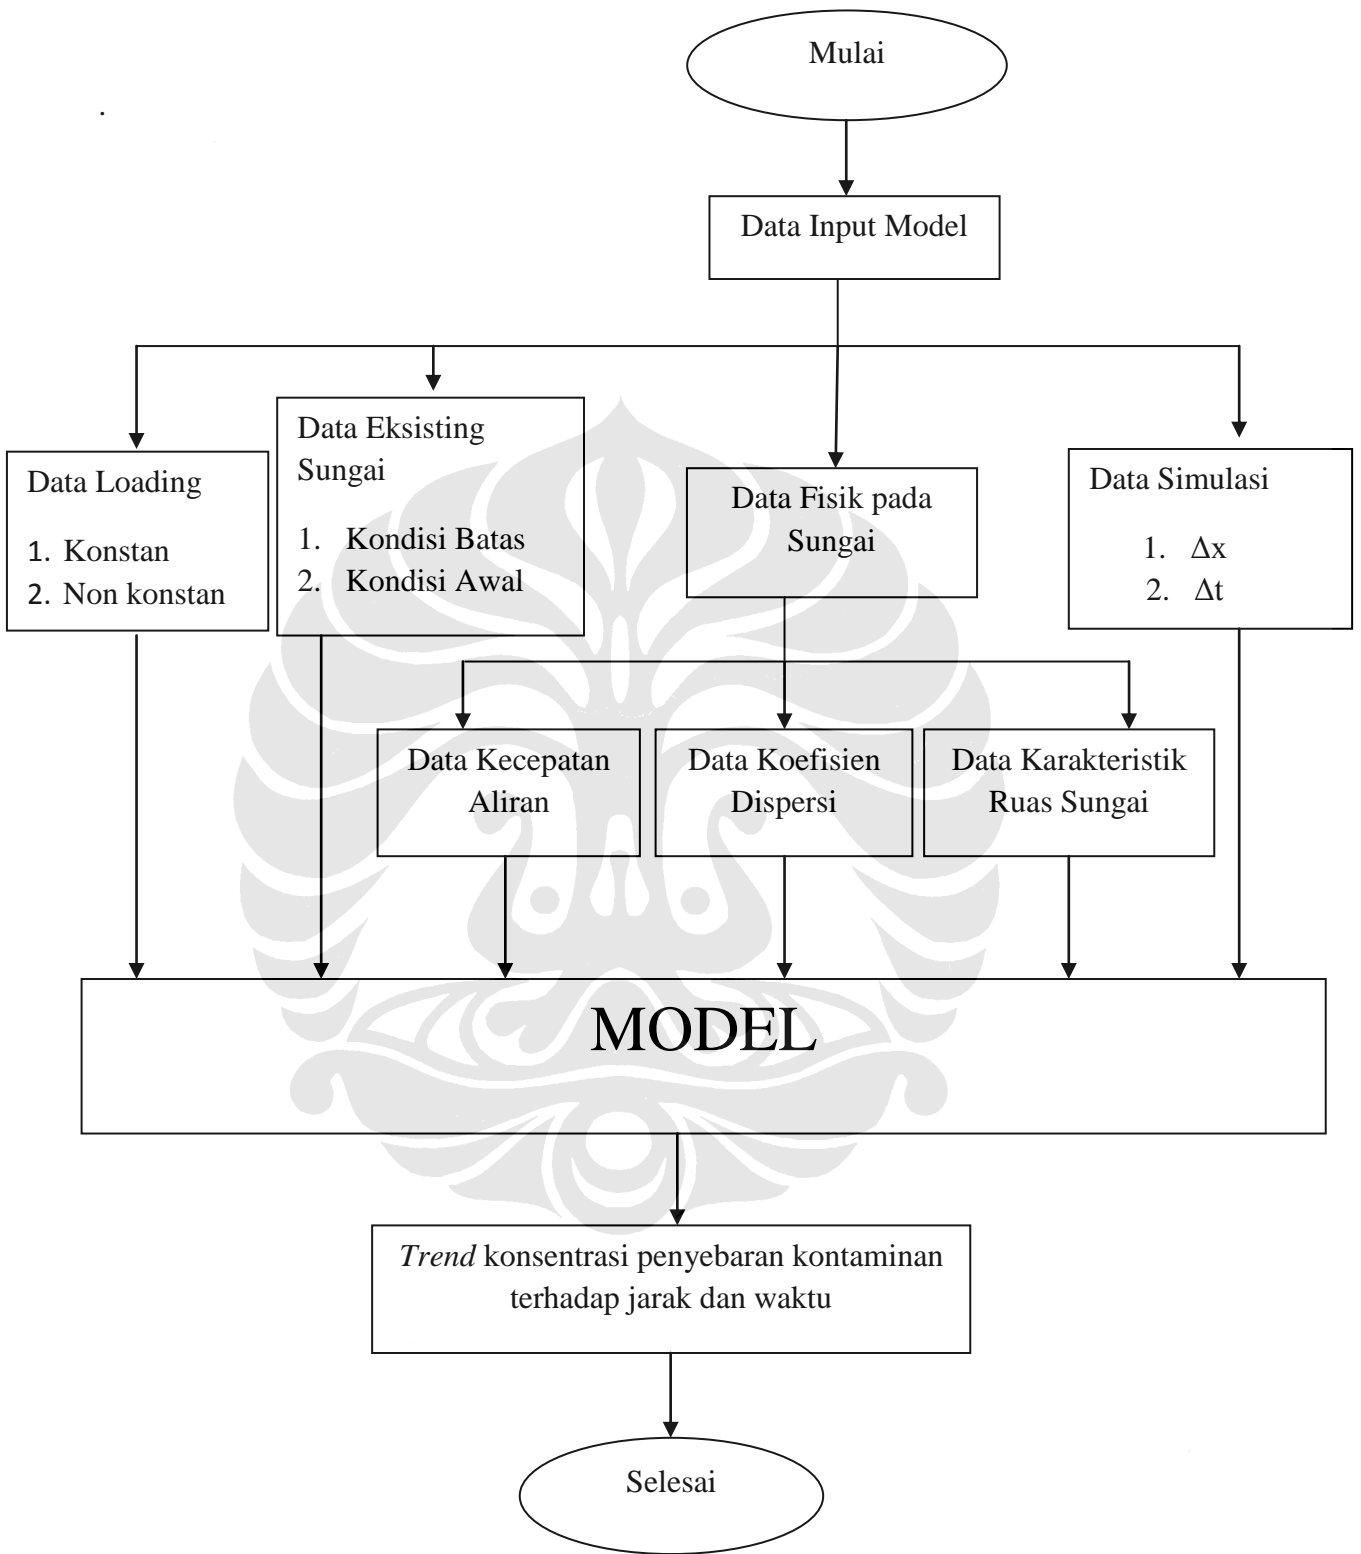 Mulai
.
Data Input Model
Data Loading
1. Konstan
2. Non konstan
Data Eksisting
Sungai
1. Kondisi Batas
2. Kondisi Awal
Data Fisik pada
Sungai
Data Simulasi
1. Δx
2. Δt
Data Kecepatan
Aliran
Data Koefisien
Dispersi
Data Karakteristik
Ruas Sungai
MODEL
Trend konsentrasi penyebaran kontaminan
terhadap jarak dan waktu
Selesai